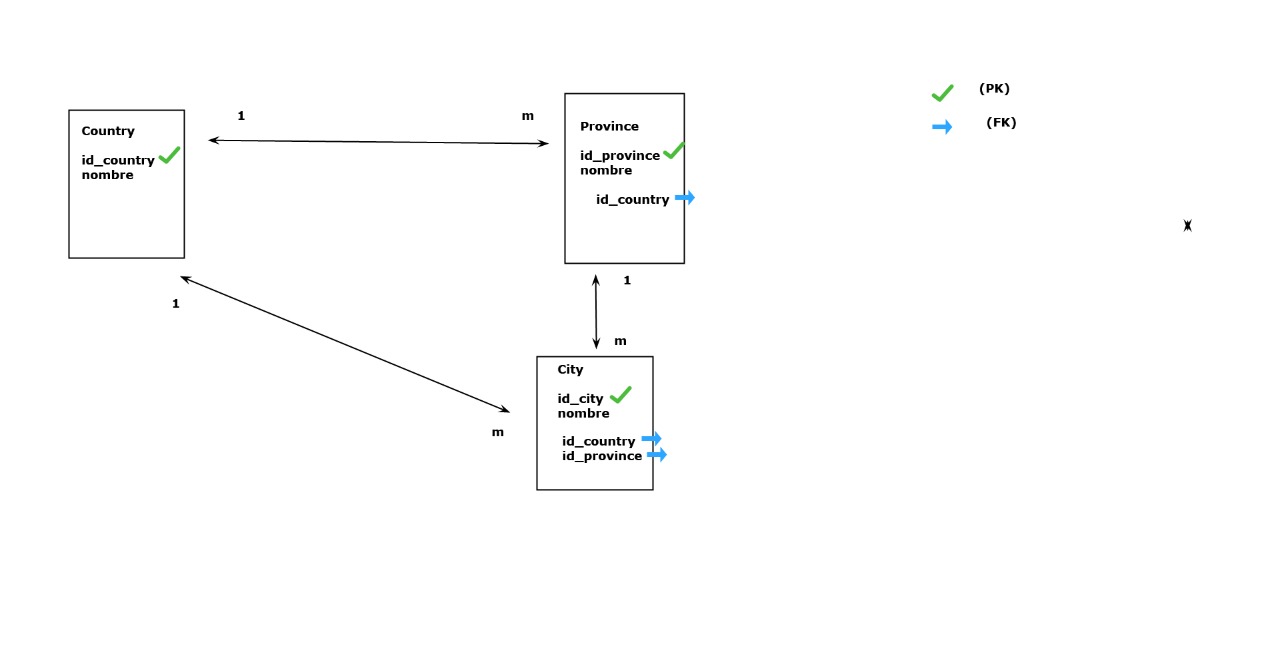 (PK)
(FK)
1
m
Country
id_country
nombre
Province
id_province
nombre
id_country
1
m
1
m
City
id_city
nombre
id_country
id_province